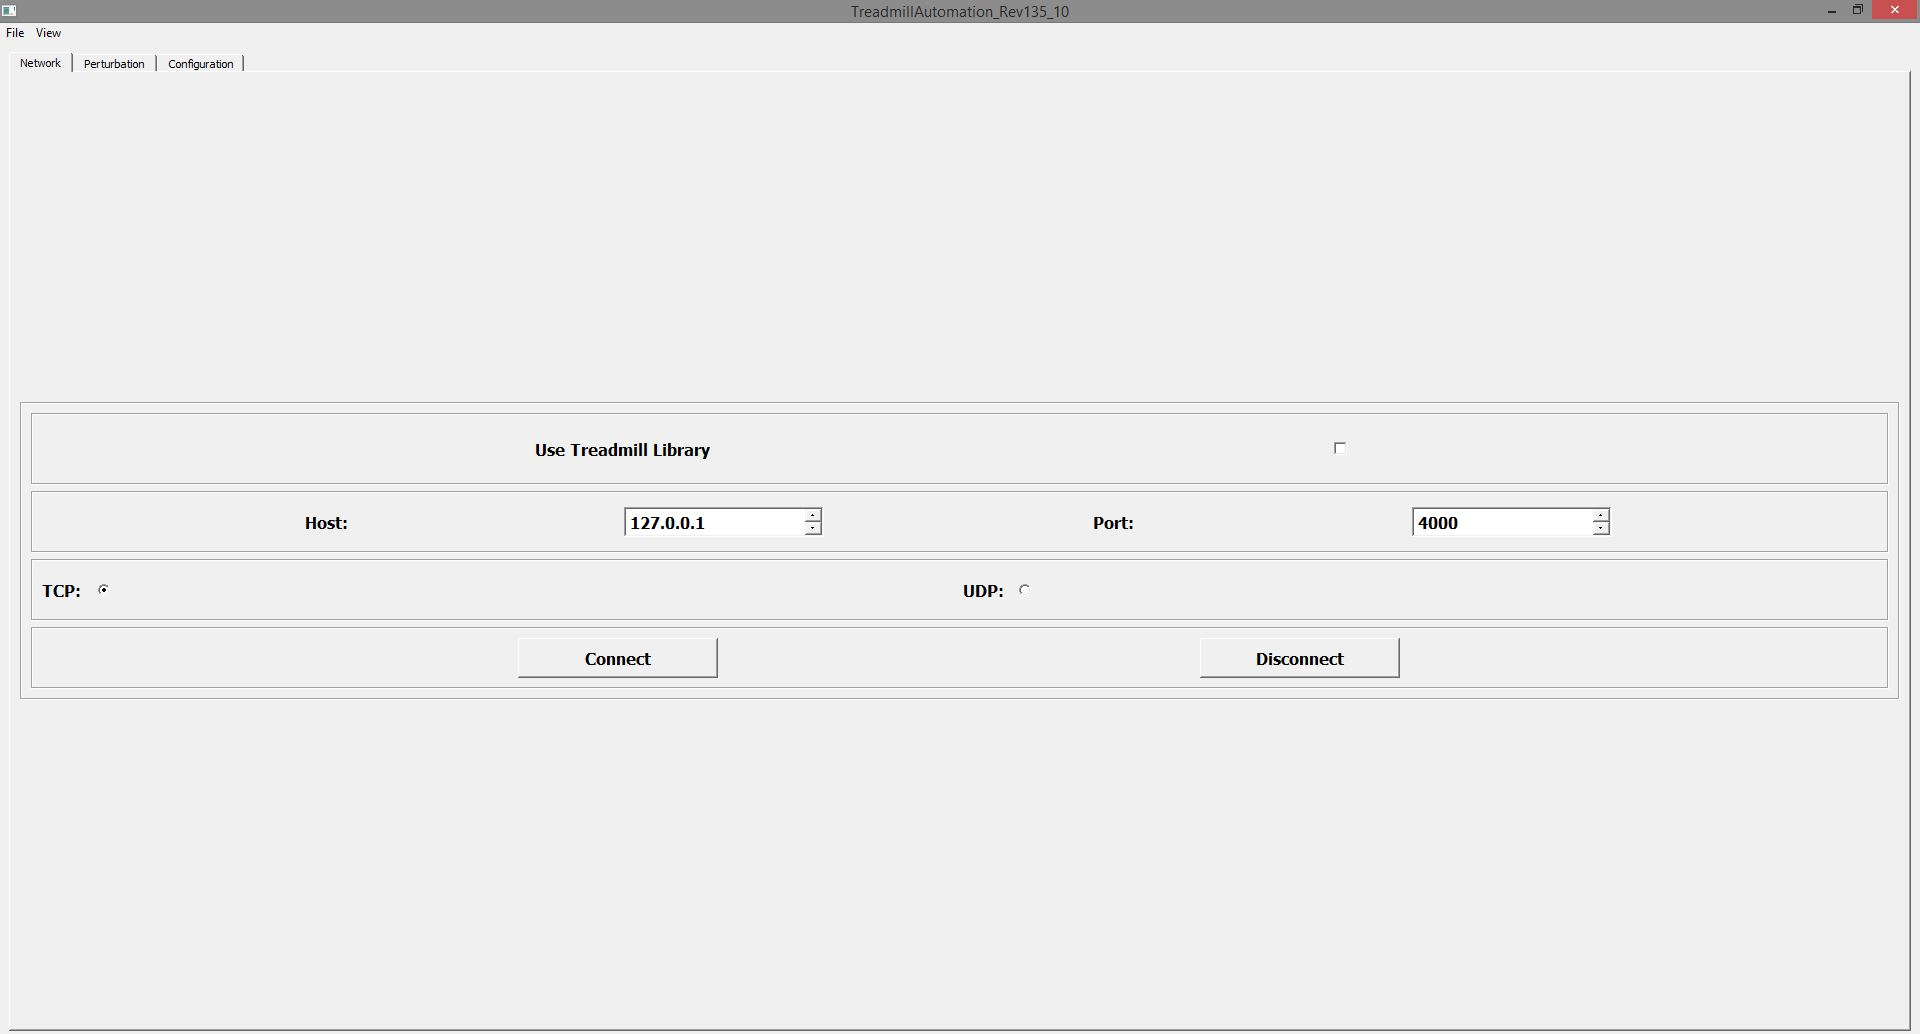 TreadmillAutomation_Rev135_10
File View
Network Perturbation Configuration
Use Treadmill Library
Host: 127.0.0.1 Port: 4000
TCP: UDP:
Connect Disconnect